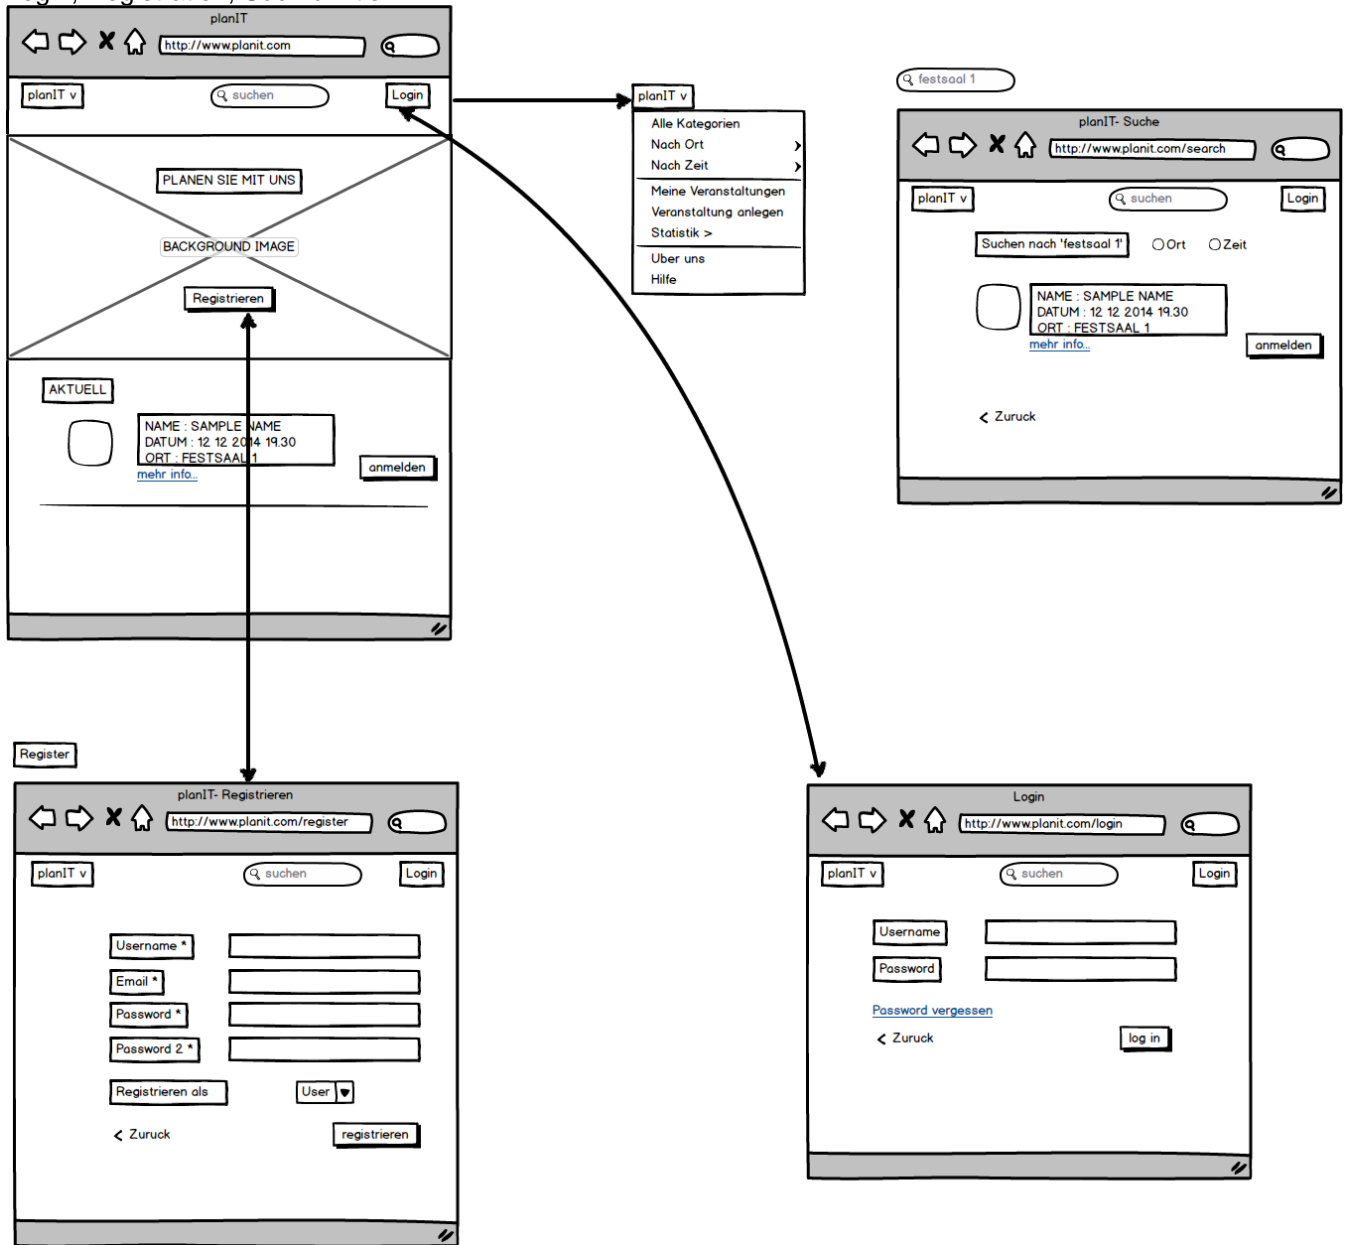 planIT
http://www.planit.com
planIT v
suchen
Login
PLANEN SIE MIT UNS
BACKGROUND IMAGE
Registrieren
AKTUELL
NAME : SAMPLE NAME
DATUM : 12 12 2014 19.30
ORT : FESTSAAL 1
mehr info...
anmelden
planIT v
Alle Kategorien
Nach Ort
Nach Zeit
Meine Veranstaltungen
Veranstaltung anlegen
Statistik >
Uber uns
Hilfe
festsaal 1
planIT- Suche
http://www.planit.com/search
planIT v
suchen
Login
Suchen nach 'festsaal 1'
Ort
Zeit
NAME : SAMPLE NAME
DATUM : 12 12 2014 19.30
ORT : FESTSAAL 1
mehr info...
anmelden
Zuruck
Register
planIT- Registrieren
http://www.planit.com/register
planIT v
suchen
Login
Username *
Email *
Password *
Password 2 *
Registrieren als
User
Zuruck
registrieren
Login
http://www.planit.com/login
planIT v
suchen
Login
Username
Password
Password vergessen
Zuruck
log in